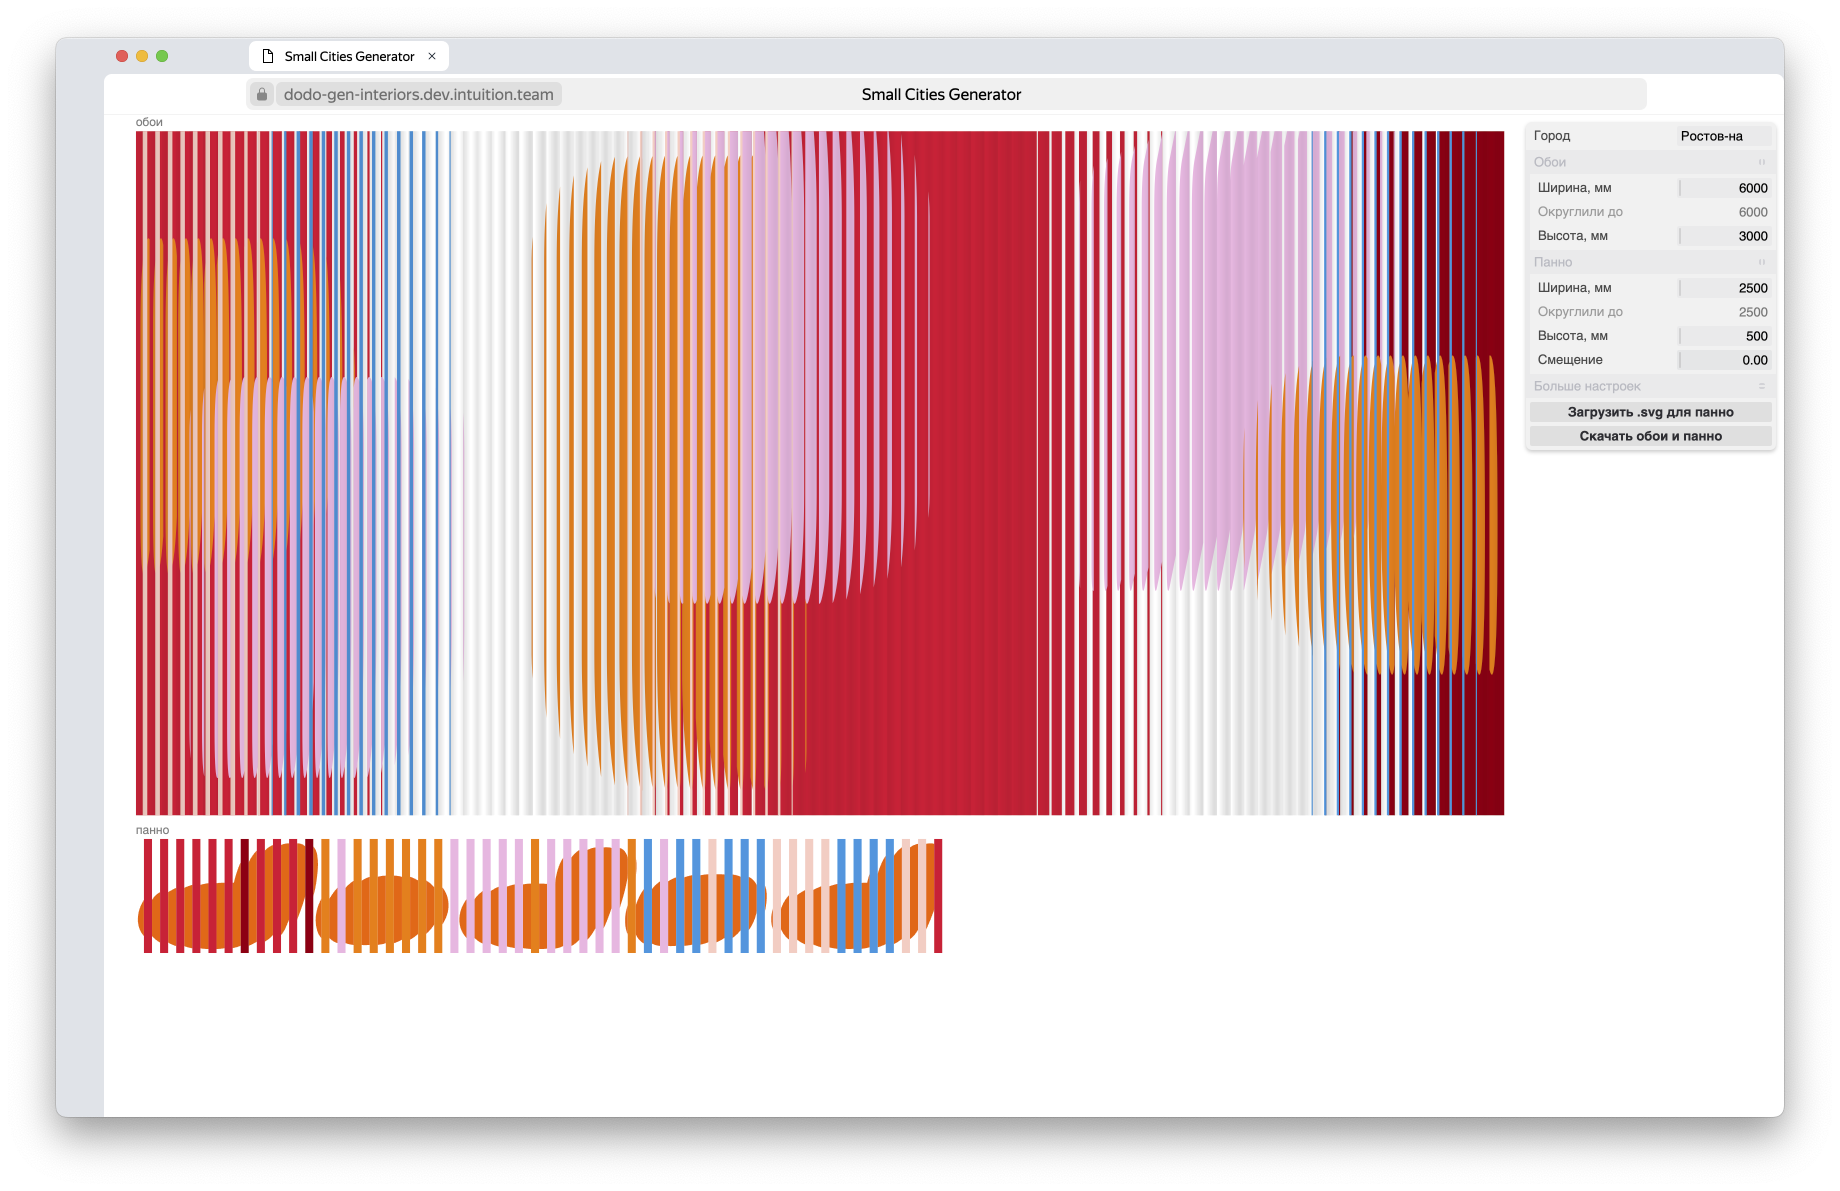 Small Cities Generator
dodo-gen-interiors.dev.intuition.team
Small Cities Generator
обои
Город Ростов-на
Обои
Ширина, мм 6000
Округлили до 6000
Высота, мм 3000
Панно
Ширина, мм 2500
Округлили до 2500
Высота, мм 500
Смещение 0.00
Больше настроек
Загрузить .svg для панно
Скачать обои и панно
панно